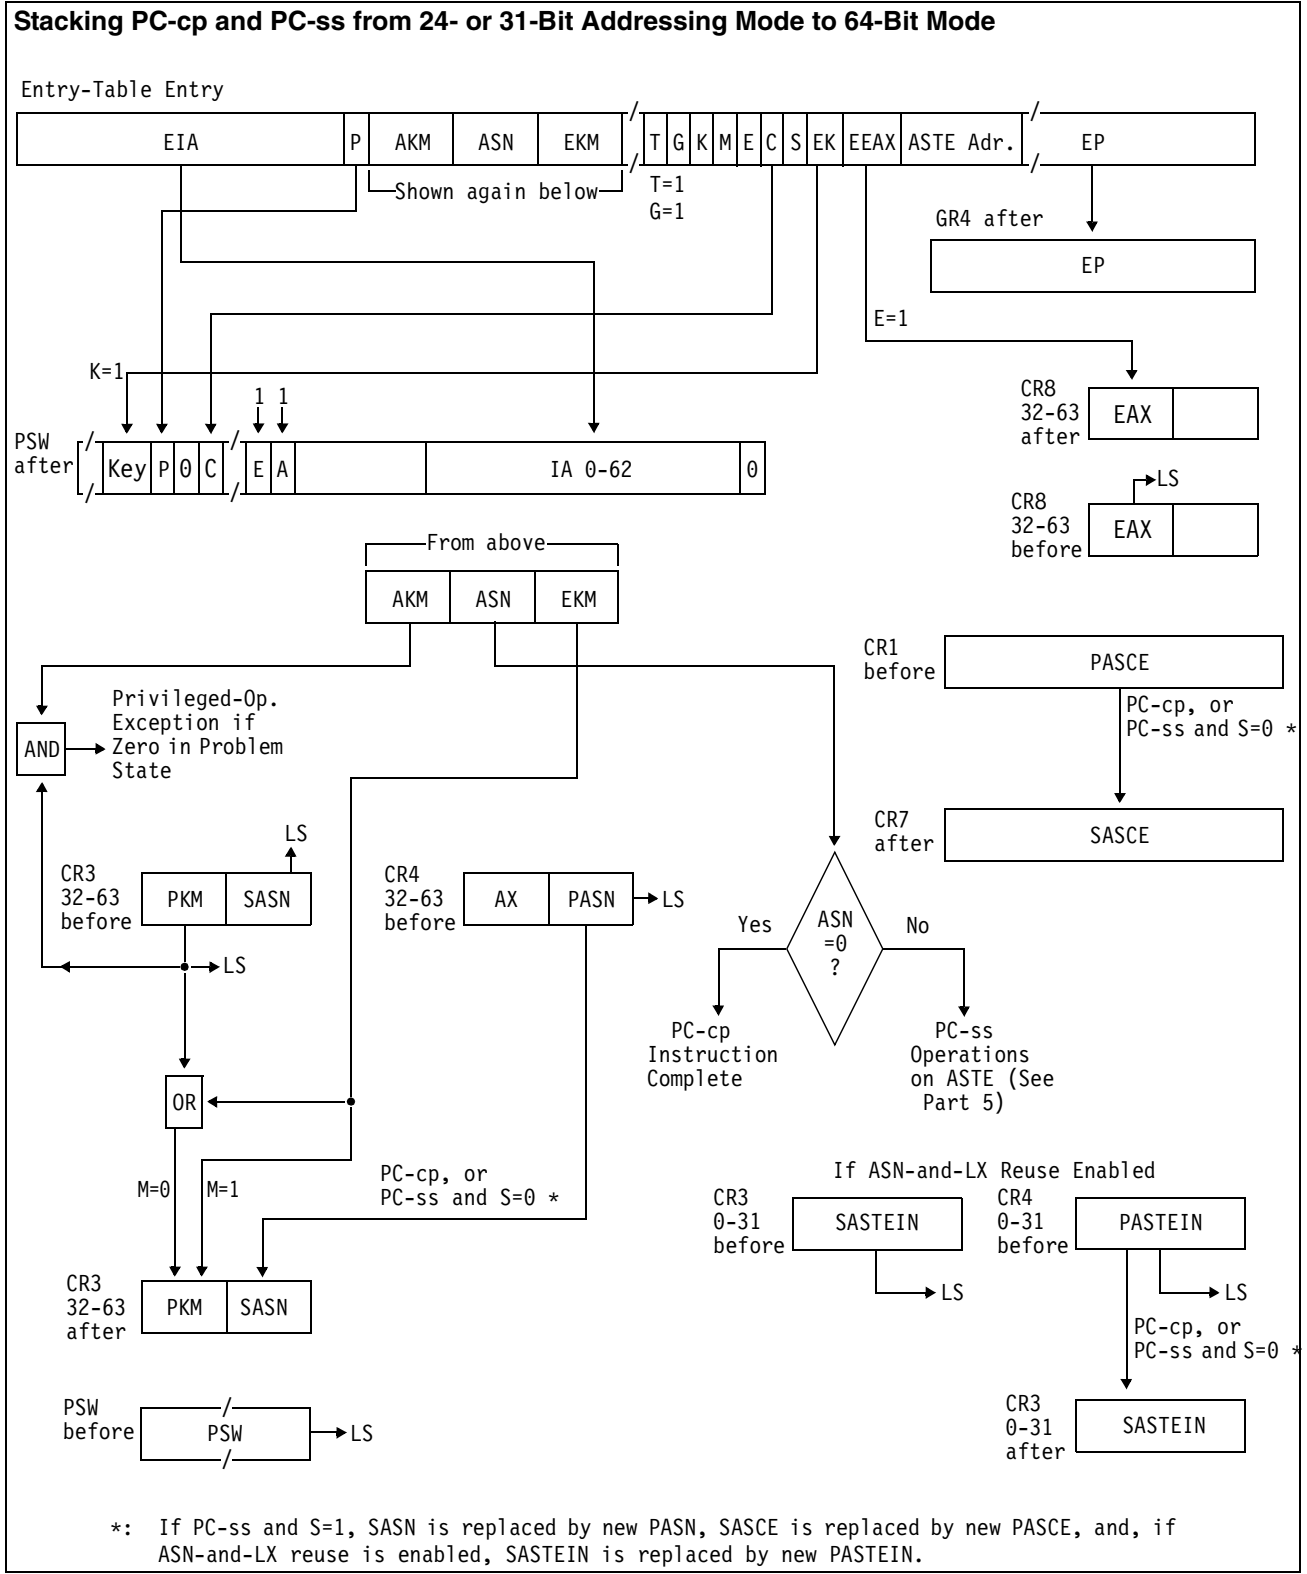 Stacking PC-cp and PC-ss from 24- or 31-Bit Addressing Mode to 64-Bit Mode
Entry-Table Entry
EIA P AKM ASN EKM / T G K M E C S EK EEAX ASTE Adr. / EP
Shown again below
T=1
G=1
GR4 after
EP
E=1
K=1
CR8
32-63
after
EAX
1 1
PSW
after
Key P 0 C / E A IA 0-62 0
CR8
32-63
before
EAX
LS
From above
AKM ASN EKM
CR1
before
PASCE
PC-cp, or
PC-ss and S=0 *
CR7
after
SASCE
AND
Privileged-Op.
Exception if
Zero in Problem
State
LS
CR3
32-63
before
PKM SASN
LS
CR4
32-63
before
AX PASN
LS
Yes
ASN
=0
?
No
PC-cp
Instruction
Complete
PC-ss
Operations
on ASTE (See
Part 5)
OR
M=0
M=1
PC-cp, or
PC-ss and S=0 *
CR3
32-63
after
PKM SASN
If ASN-and-LX Reuse Enabled
CR3
0-31
before
SASTEIN
LS
CR4
0-31
before
PASTEIN
LS
PC-cp, or
PC-ss and S=0 *
CR3
0-31
after
SASTEIN
PSW
before
PSW
LS
*: If PC-ss and S=1, SASN is replaced by new PASN, SASCE is replaced by new PASCE, and, if
ASN-and-LX reuse is enabled, SASTEIN is replaced by new PASTEIN.